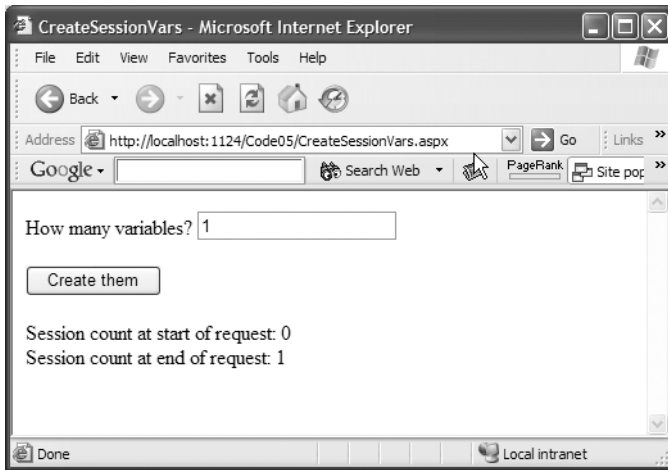 CreateSessionVars - Microsoft Internet Explorer
File Edit View Favorites Tools Help
Back
Address http://localhost:1124/Code05/CreateSessionVars.aspx Go Links »
Google Search Web PageRank Site pop »
How many variables? 1
Create them
Session count at start of request: 0
Session count at end of request: 1
Done Local intranet